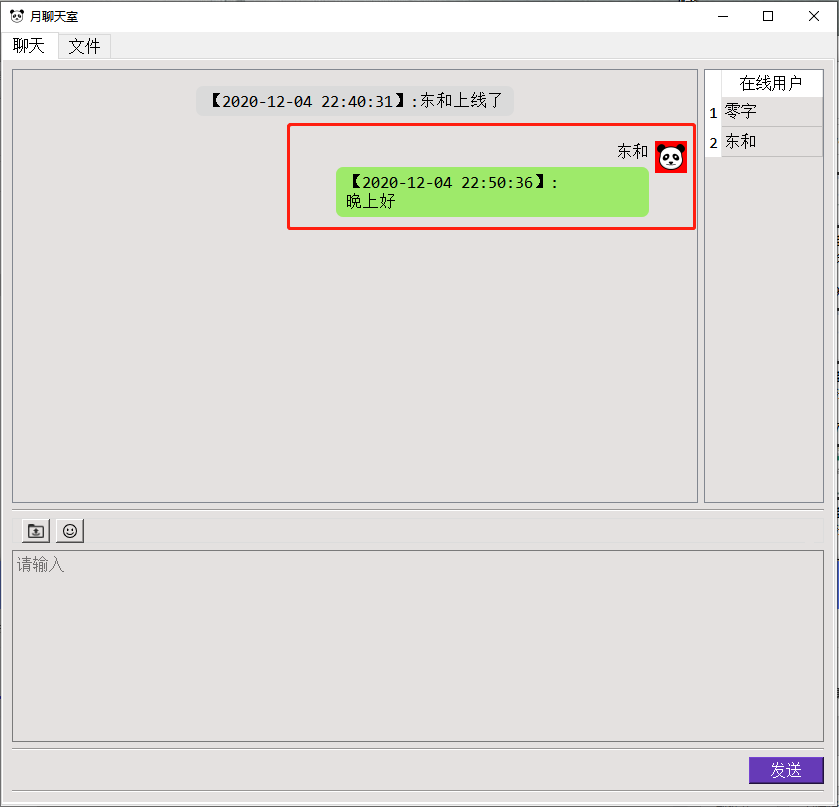 月聊天室
聊天 文件
【2020-12-04 22:40:31】:东和上线了
东和
【2020-12-04 22:50:36】:
晚上好
在线用户
1 零字
2 东和
请输入
发送